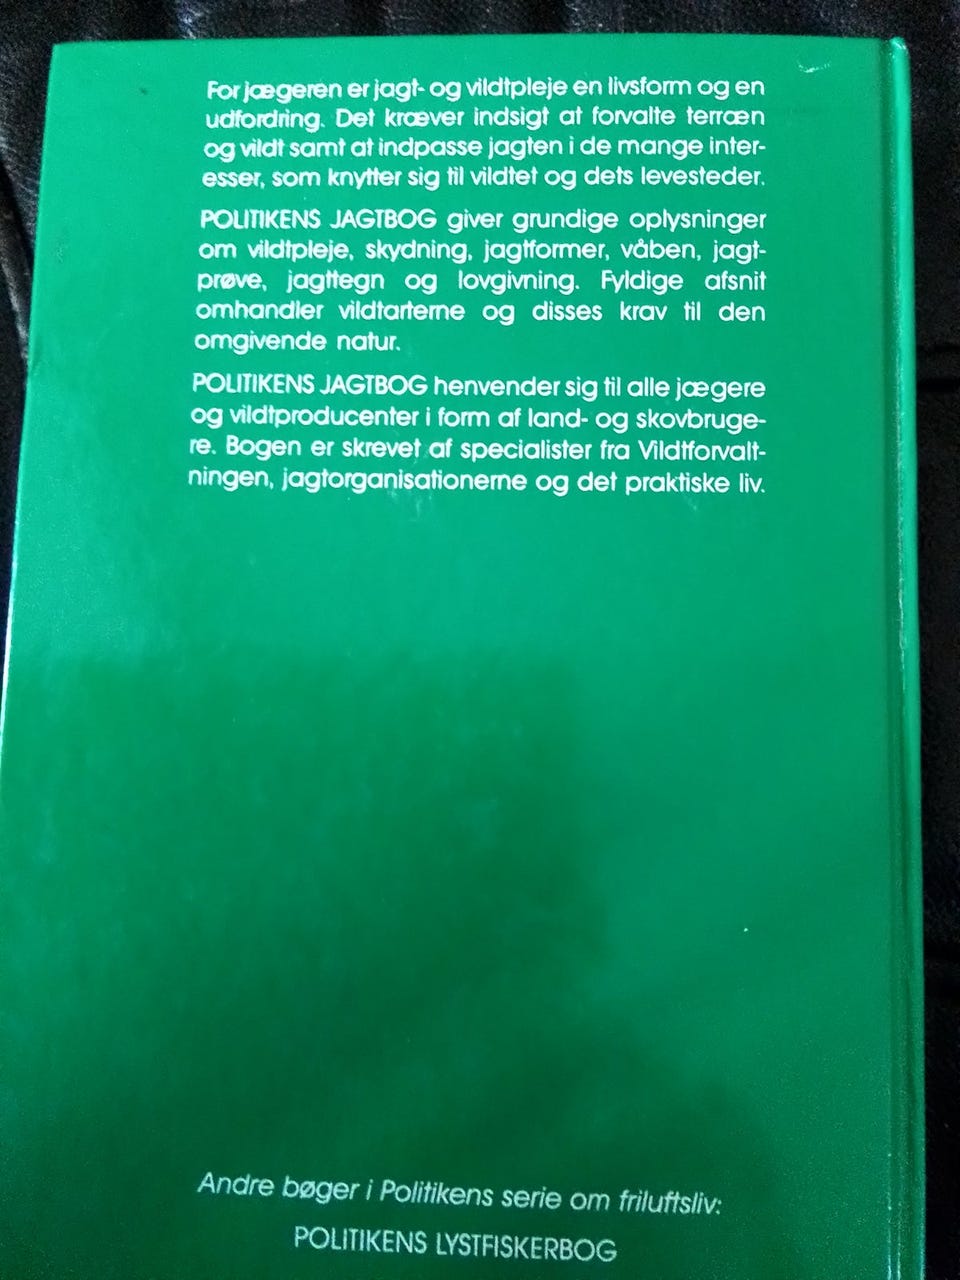 For jægeren er jagt- og vildtpleje en livsform og en
udfordring. Det kræver indsigt at forvalte terræn
og vildt samt at indpasse jagten i de mange inter-
esser, som knytter sig til vildtet og dets levesteder.
POLITIKENS JAGTBOG giver grundige oplysninger
om vildtpleje, skydning, jagtformer, våben, jagt-
prøve, jagttegn og lovgivning. Fyldige afsnit
omhandler vildtarterne og disses krav til den
omgivende natur.
POLITIKENS JAGTBOG henvender sig til alle jægere
og vildtproducenter i form af land- og skovbruge-
re. Bogen er skrevet af specialister fra Vildtforvalt-
ningen, jagtorganisationerne og det praktiske liv.
Andre bøger i Politikens serie om friluftsliv:
POLITIKENS LYSTFISKERBOG